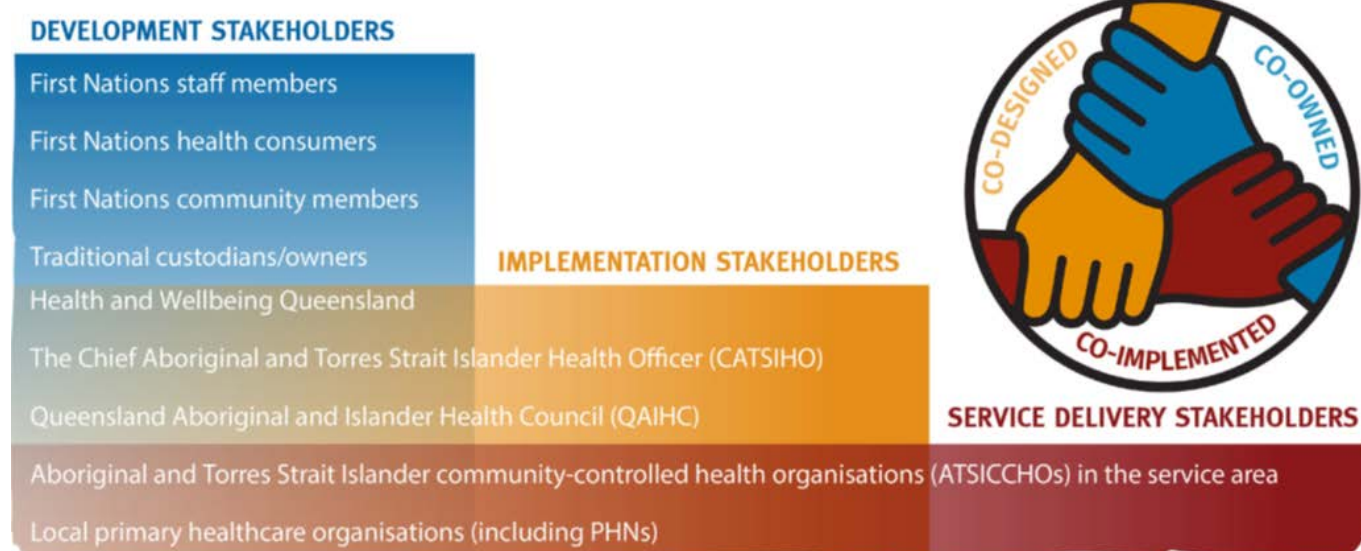 DEVELOPMENT STAKEHOLDERS
First Nations staff members
First Nations health consumers
First Nations community members
Traditional custodians/owners
IMPLEMENTATION STAKEHOLDERS
Health and Wellbeing Queensland
The Chief Aboriginal and Torres Strait Islander Health Officer (CATSIHO)
Queensland Aboriginal and Islander Health Council (QAIHC)
SERVICE DELIVERY STAKEHOLDERS
Aboriginal and Torres Strait Islander community-controlled health organisations (ATSICCHOs) in the service area
Local primary healthcare organisations (including PHNs)
CO-DESIGNED
CO-OWNED
CO-IMPLEMENTED